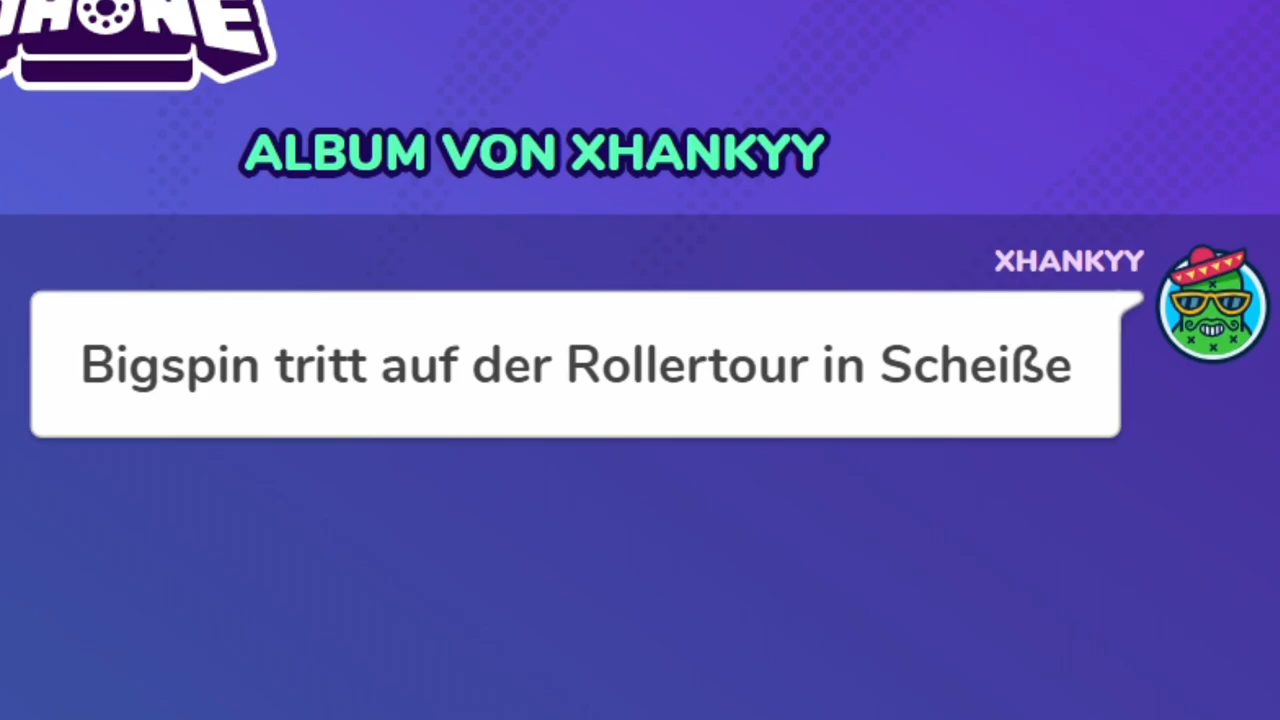 ALBUM VON XHANKYY
XHANKYY
Bigspin tritt auf der Rollertour in Scheiße